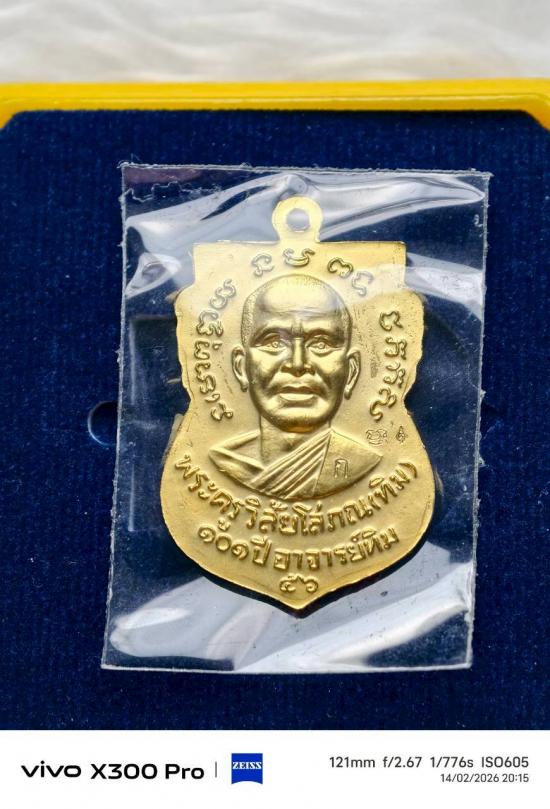 ก
พระครูวิสัยโสภณ(ทิม)
๑๐๑ปีอาจารย์ทิม
๕๖
vivo X300 Pro | ZEISS
121mm f/2.67 1/776s ISO605
14/02/2026 20:15